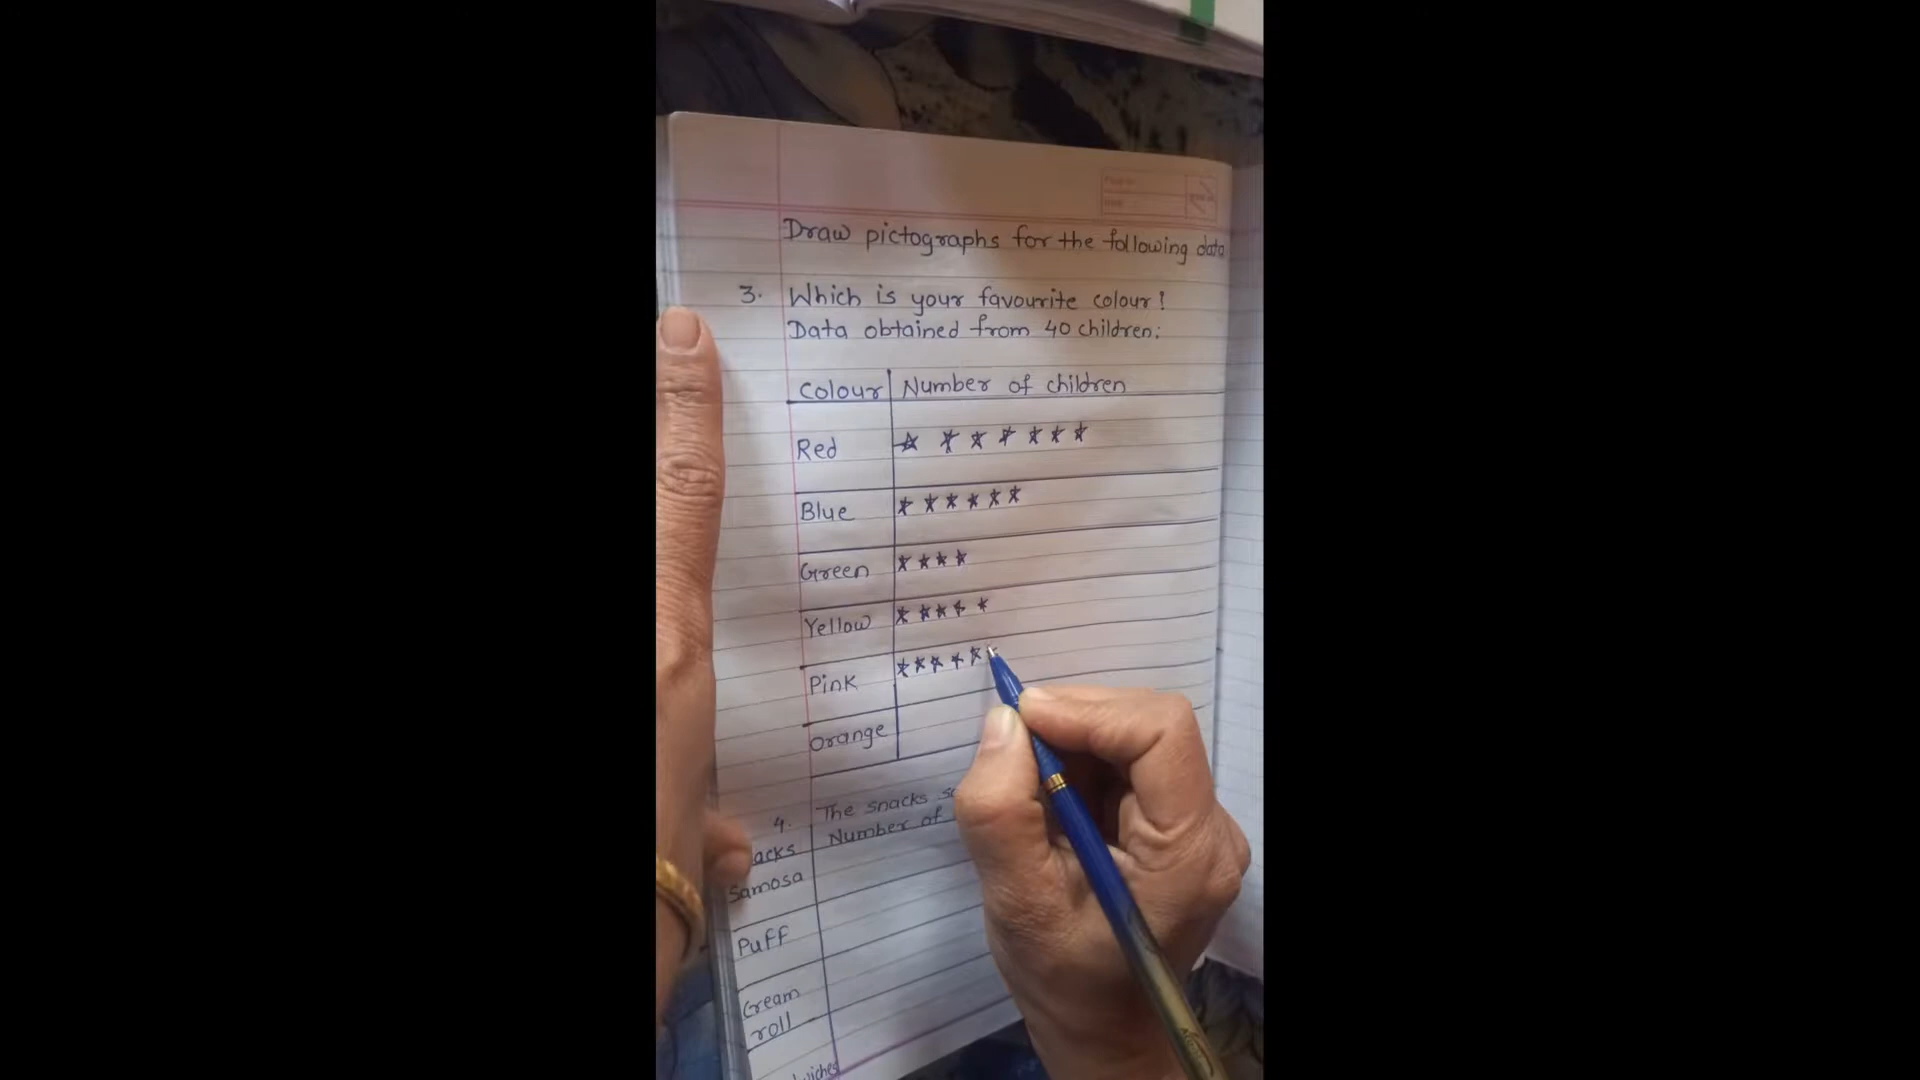 Draw pictographs for the following data
3. Which is your favourite colour!
Data obtained from 40 children:
Colour Number of children
Red
Blue
Green
Yellow
Pink
Orange
4. The snacks
Number of
acks
Samosa
Puff
Cream
roll